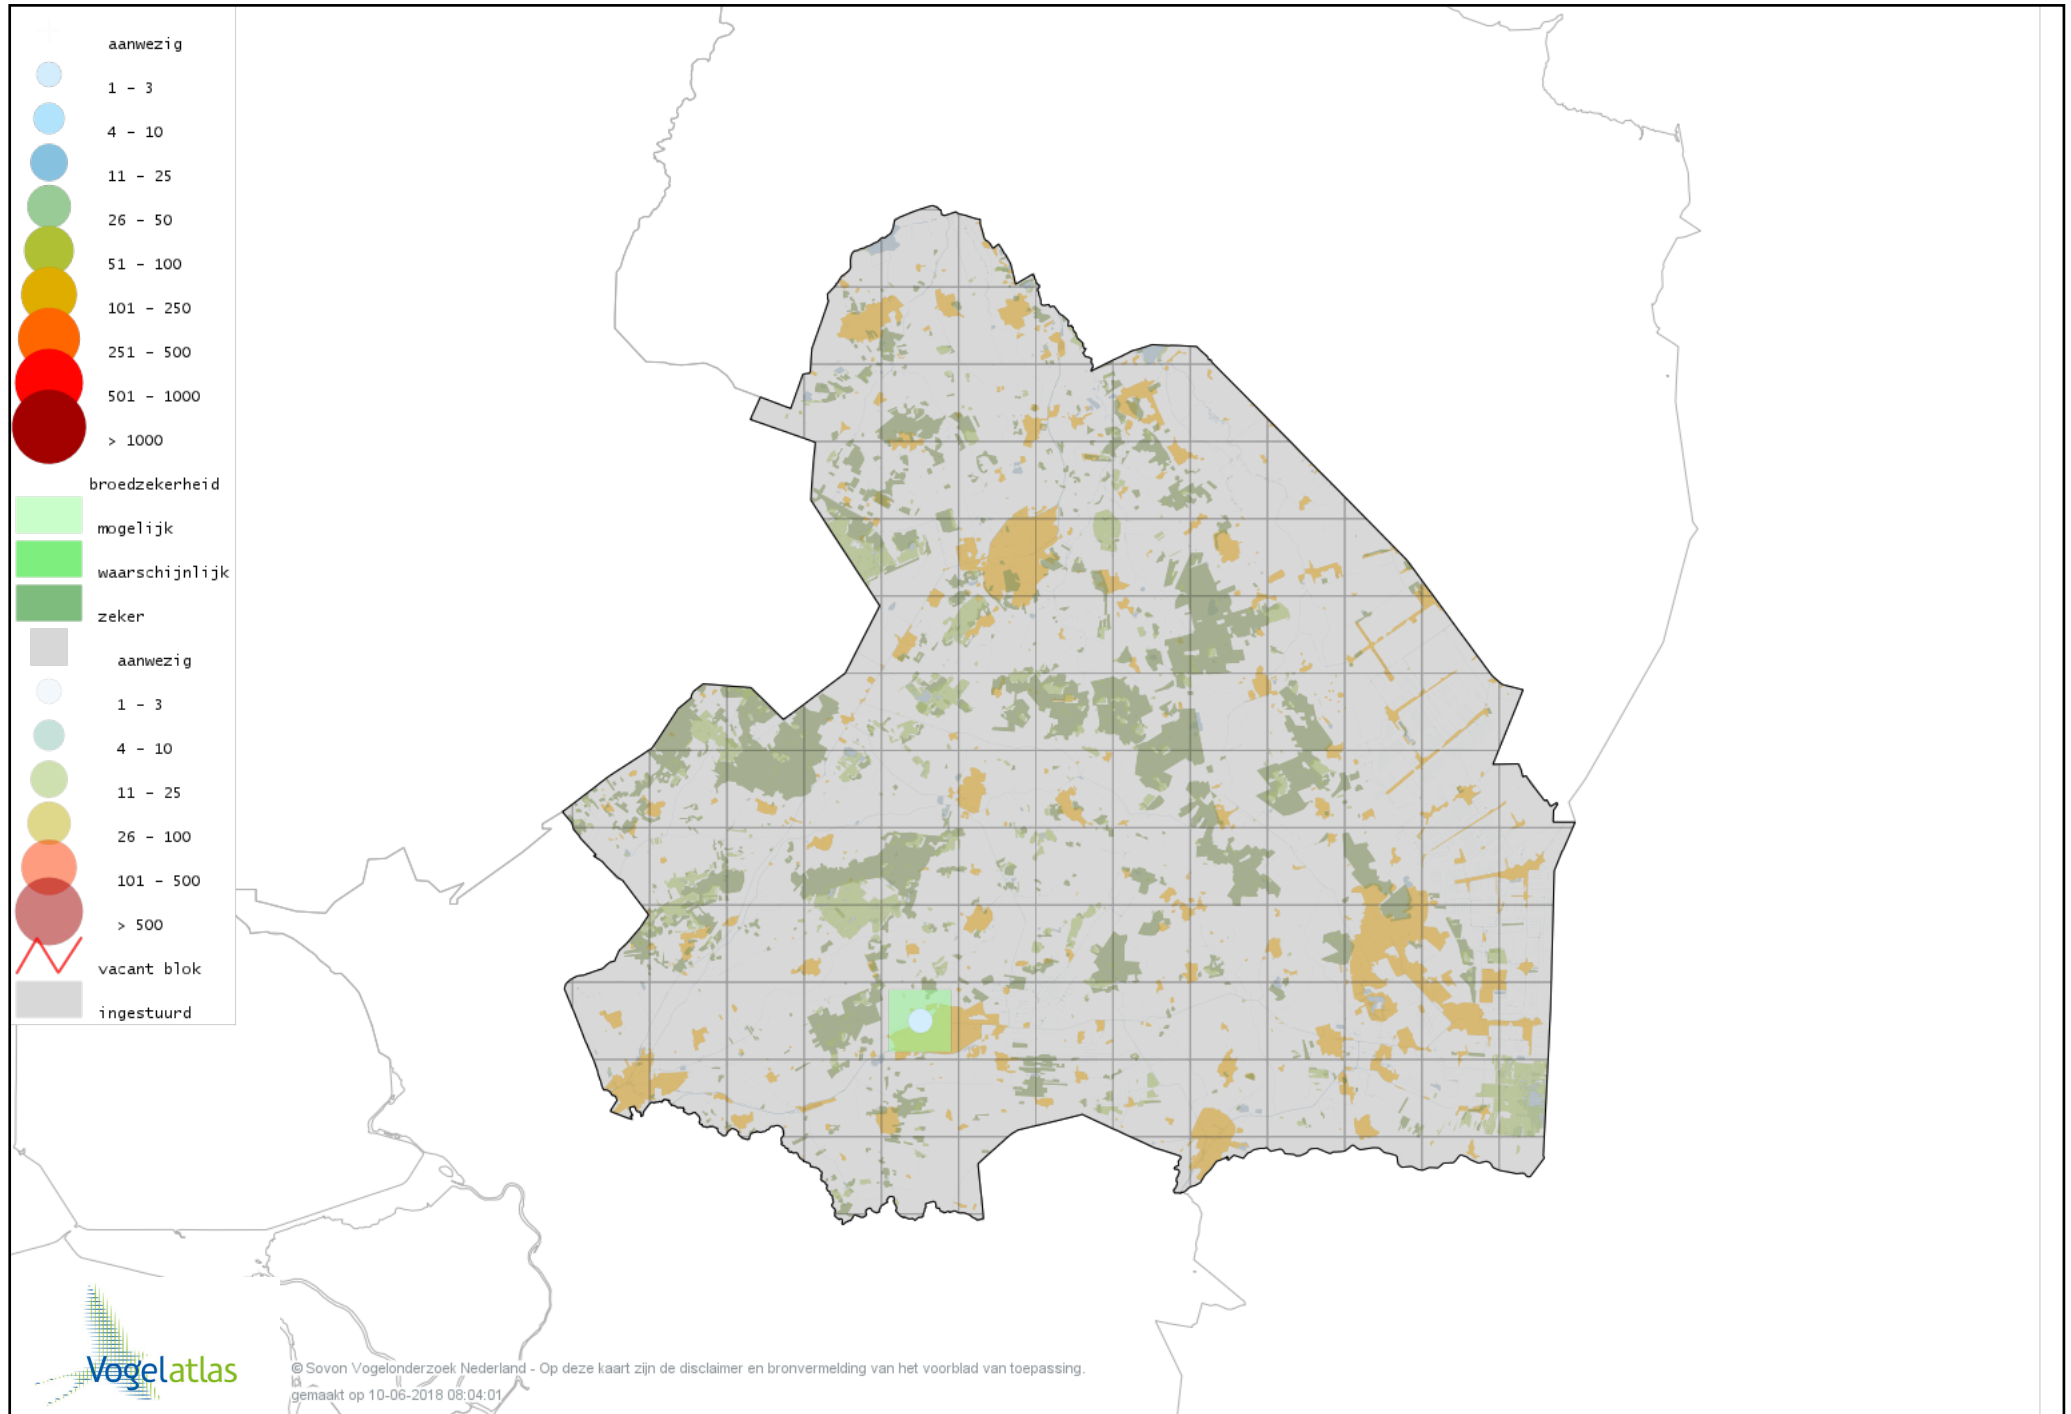 aanwezig
1 - 3
4 - 10
11 - 25
26 - 50
51 - 100
101 - 250
251 - 500
501 - 1000
> 1000
broedzekerheid
mogelijk
waarschijnlijk
zeker
aanwezig
1 - 3
4 - 10
11 - 25
26 - 100
101 - 500
> 500
vacant blok
ingestuurd
Vogelatlas
© Sovon Vogelonderzoek Nederland - Op deze kaart zijn de disclaimer en bronvermelding van het voorblad van toepassing.
gemaakt op 10-06-2018 08:04:01